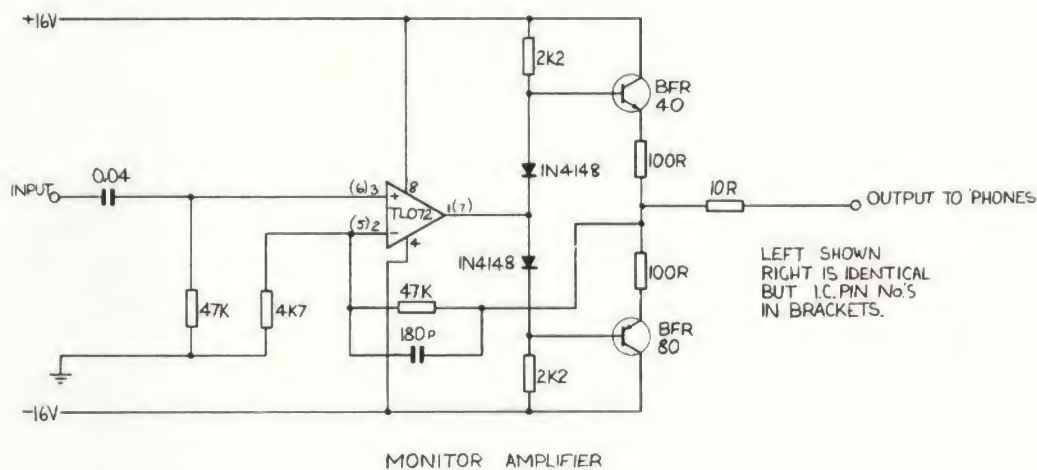 +16V
2K2
BFR
40
100R
IN4148
0.04
INPUT
(6)3
8
+
TL072
1(7)
(5)2
−
4
10R
OUTPUT TO 'PHONES
IN4148
47K
4K7
47K
180p
100R
LEFT SHOWN
RIGHT IS IDENTICAL
BUT I.C. PIN No.'S
IN BRACKETS.
BFR
80
2K2
-16V
MONITOR AMPLIFIER